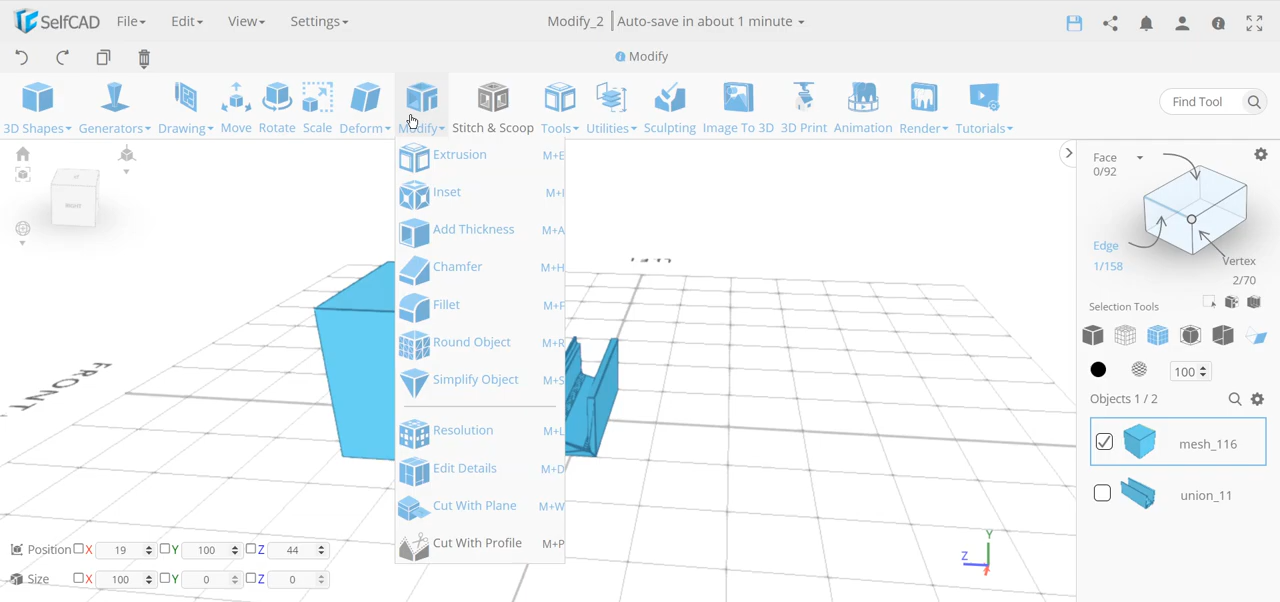 SelfCAD File Edit View Settings Modify_2 Auto-save in about 1 minute
Modify
3D Shapes Generators Drawing Move Rotate Scale Deform Modify Stitch & Scoop Tools Utilities Sculpting Image To 3D 3D Print Animation Render Tutorials Find Tool
Extrusion M+E
Inset M+I
Add Thickness M+A
Chamfer M+H
Fillet M+F
Round Object M+R
Simplify Object M+S
Resolution M+L
Edit Details M+D
Cut With Plane M+W
Cut With Profile M+P
RIGHT
FRONT
Face
0/92
Edge
1/158
Vertex
2/70
Selection Tools
100
Objects 1 / 2
mesh_116
union_11
Y
Z
Position X 19 Y 100 Z 44
Size X 100 Y 0 Z 0